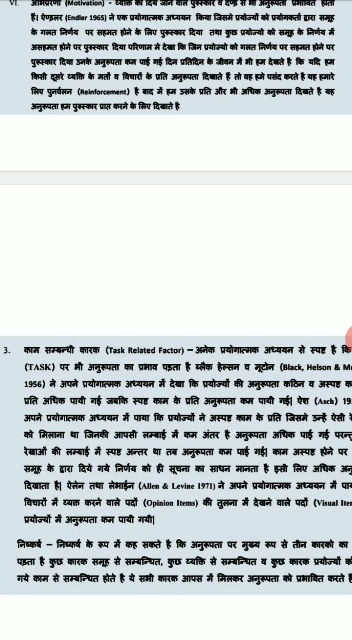 VI. अभिप्रेरणा (Motivation) - व्यक्ति को दिये जाने वाले पुरस्कार व दण्ड से भी अनुरूपता प्रभावित होती
हैं। ऐण्डलर (Endler 1965) ने एक प्रयोगात्मक अध्ययन किया जिसमे प्रयोज्यों को प्रयोगकर्ता द्वारा समूह
के गलत निर्णय पर सहमत होने के लिए पुरस्कार दिया तथा कुछ प्रयोज्यो को समूह के निर्णय में
असहमत होने पर पुरस्कार दिया परिणाम मे देखा कि जिन प्रयोज्यों को गलत निर्णय पर सहमत होने पर
पुरस्कार दिया उनके अनुरूपता कम पाई गई दिन प्रतिदिन के जीवन में भी हम देखते है कि यदि हम
किसी दूसरे व्यक्ति के मतों व विचारों के प्रति अनुरूपता दिखाते हैं तो वह हमे पसंद करते है यह हमारे
लिए पुनर्वलन (Reinforcement) है बाद में हम उसके प्रति और भी अधिक अनुरूपता दिखाते है यह
अनुरूपता हम पुरस्कार प्राप्त करने के लिए दिखाते है
3. काम सम्बन्धी कारक (Task Related Factor) – अनेक प्रयोगात्मक अध्ययन से स्पष्ट है कि
(TASK) पर भी अनुरूपता का प्रभाव पड़ता है ब्लैक हेल्सन व मूटोन (Black, Helson & Mo
1956) ने अपने प्रयोगात्मक अध्ययन में देखा कि प्रयोज्यों की अनुरूपता कठिन व अस्पष्ट क
प्रति अधिक पायी गई जबकि स्पष्ट काम के प्रति अनुरूपता कम पायी गई| ऐश (Asch) 19
अपने प्रयोगात्मक अध्ययन में पाया कि प्रयोज्यों ने अस्पष्ट काम के प्रति जिसमे उन्हें ऐसी रे
को मिलाना था जिनकी आपसी लम्बाई में कम अंतर है अनुरूपता अधिक पाई गई परन्तु
रेखाओं की लम्बाई में स्पष्ट अन्तर था तब अनुरूपता कम पाई गई| काम अस्पष्ट होने पर
समूह के द्वारा दिये गये निर्णय को ही सूचना का साधन मानता है इसी लिए अधिक अनु
दिखाता है| ऐलेन तथा लेभाईन (Allen & Levine 1971) ने अपने प्रयोगात्मक अध्ययन में पा
विचारों में व्यक्त करने वाले पदों (Opinion Items) की तुलना में देखने वाले पदों (Visual Iter
प्रयोज्यों में अनुरूपता कम पायी गयी|
निष्कर्ष – निष्कर्ष के रूप में कह सकते है कि अनुरूपता पर मुख्य रूप से तीन कारको का
पड़ता है कुछ कारक समूह से सम्बन्धित, कुछ व्यक्ति से सम्बन्धित व कुछ कारक प्रयोज्यों को
गये काम से सम्बन्धित होते है ये सभी कारक आपस में मिलकर अनुरूपता को प्रभावित करते है